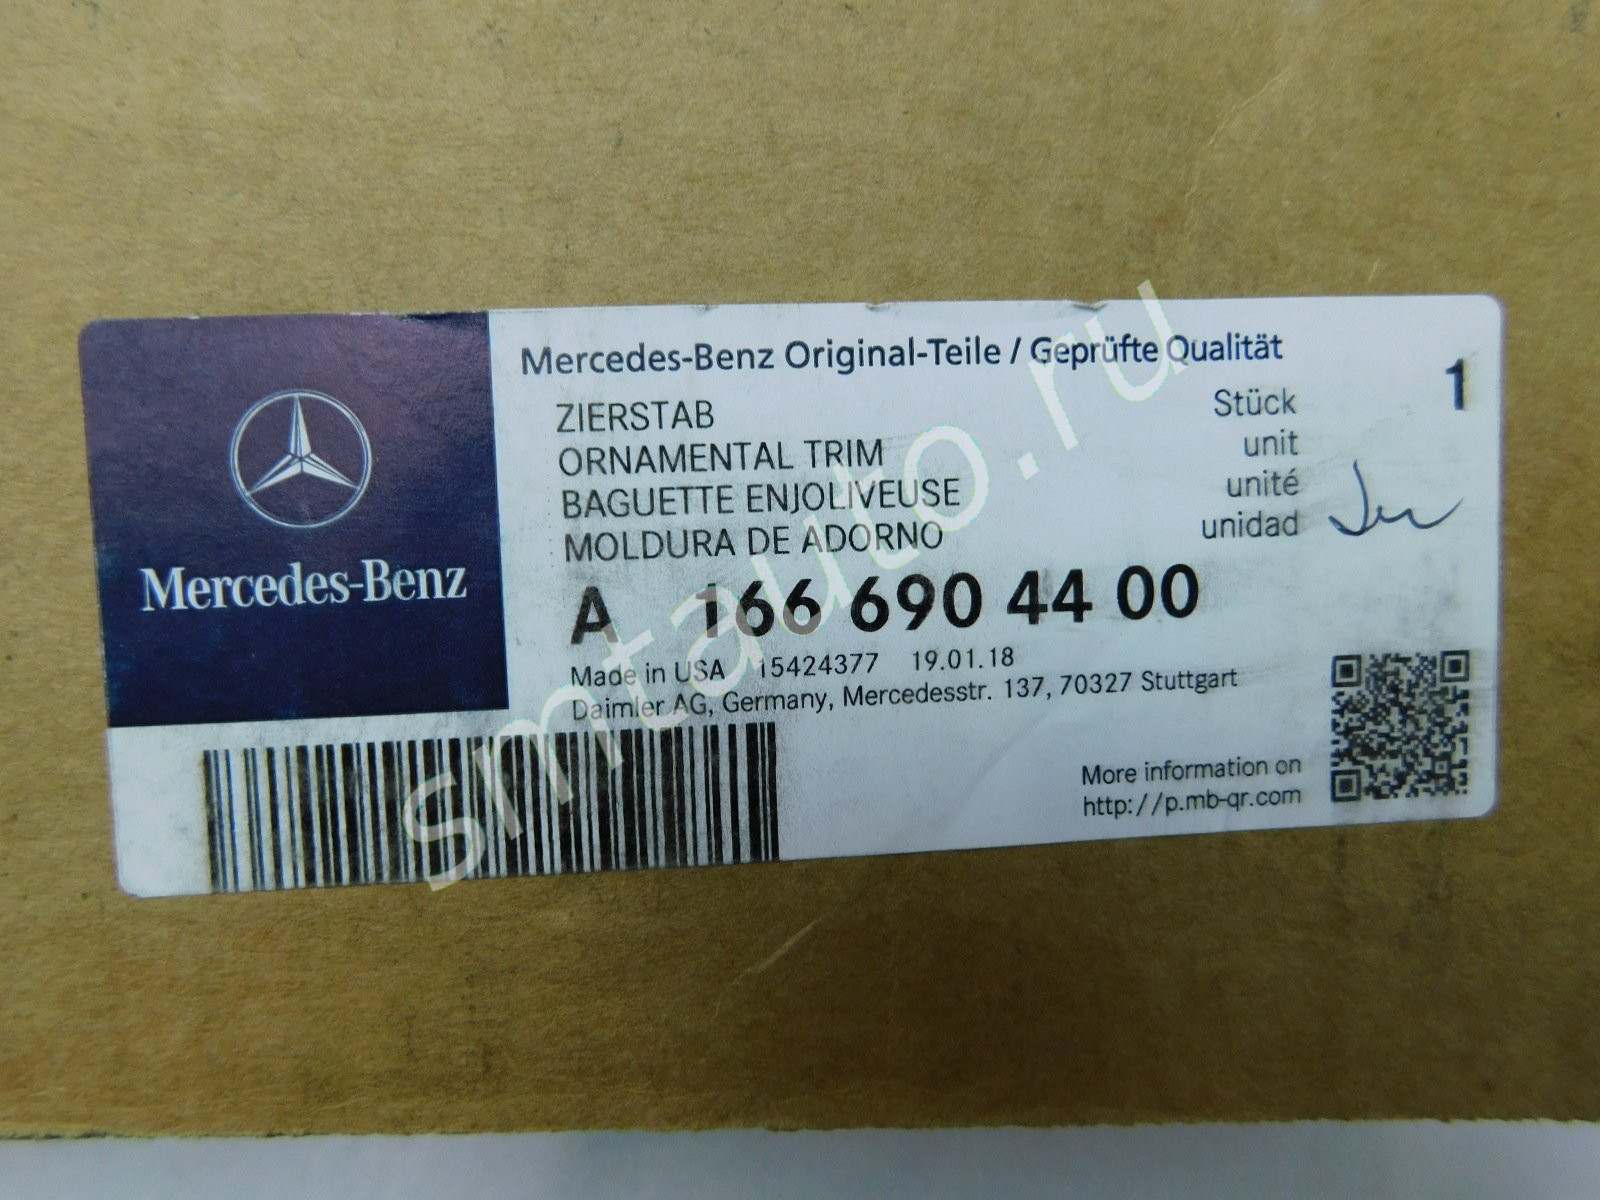 Mercedes-Benz
Mercedes-Benz Original-Teile / Geprüfte Qualität
ZIERSTAB
ORNAMENTAL TRIM
BAGUETTE ENJOLIVEUSE
MOLDURA DE ADORNO
Stück 1
unit
unité
unidad
A 166 690 44 00
Made in USA 15424377 19.01.18
Daimler AG, Germany, Mercedesstr. 137, 70327 Stuttgart
More information on
http://p.mb-qr.com
smtauto.ru